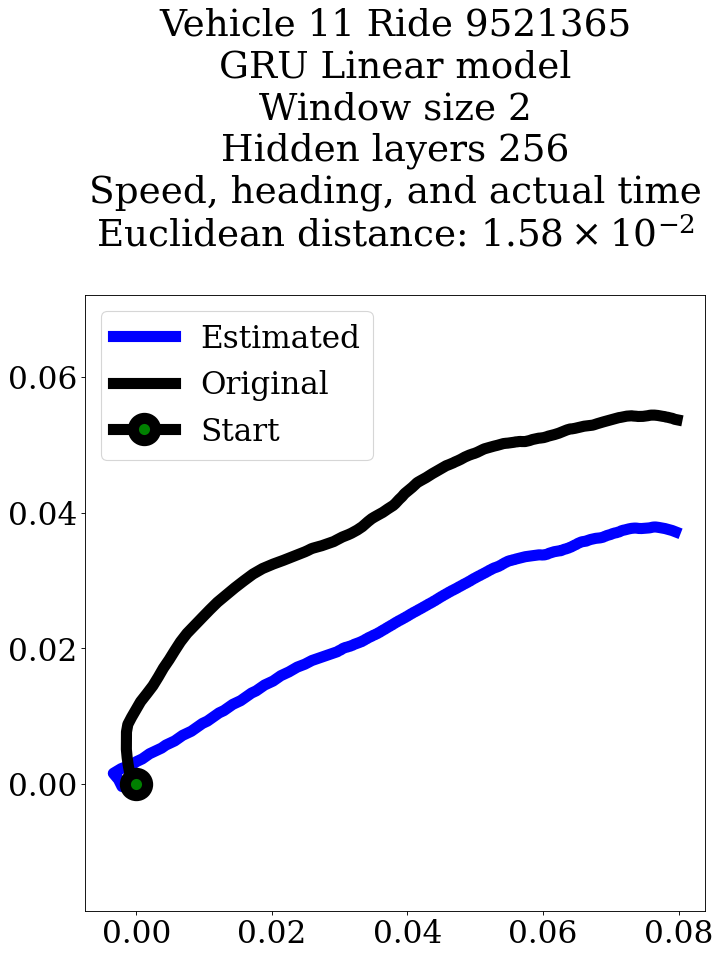 Vehicle 11 Ride 9521365
GRU Linear model
Window size 2
Hidden layers 256
Speed, heading, and actual time
Euclidean distance: 1.58 × 10⁻²
Estimated
Original
Start
0.06
0.04
0.02
0.00
0.00 0.02 0.04 0.06 0.08